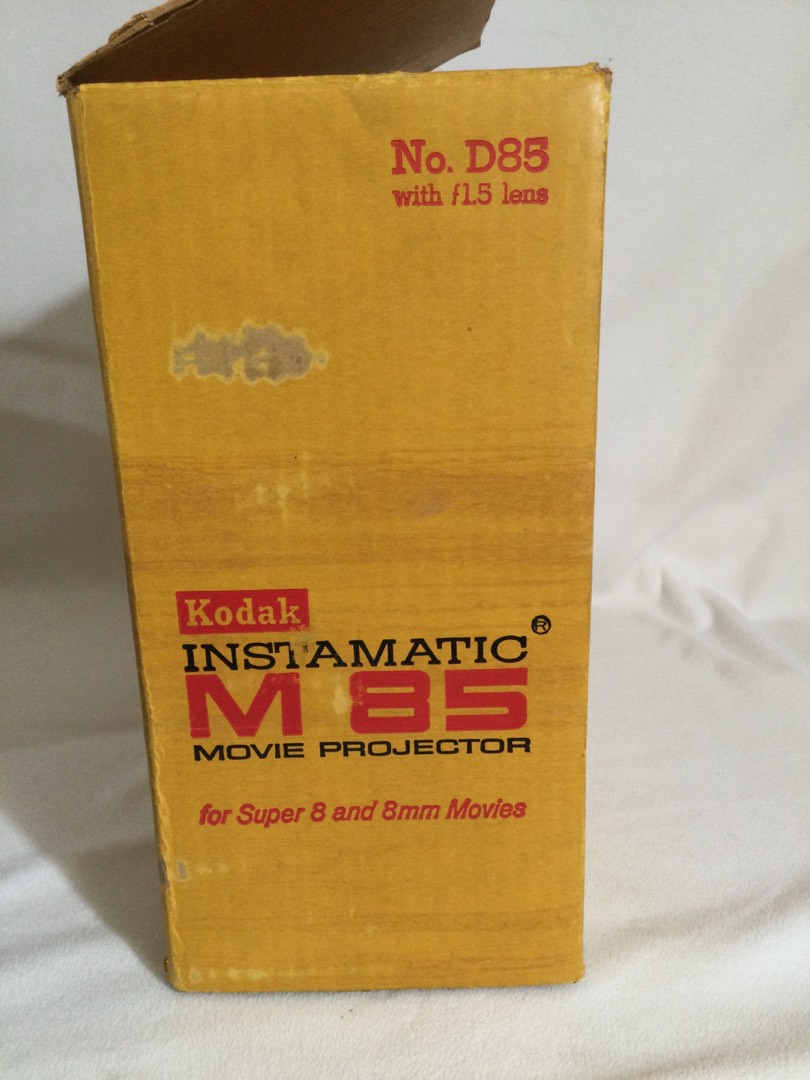 No. D85
with f1.5 lens
Kodak
INSTAMATIC®
M 85
MOVIE PROJECTOR
for Super 8 and 8mm Movies